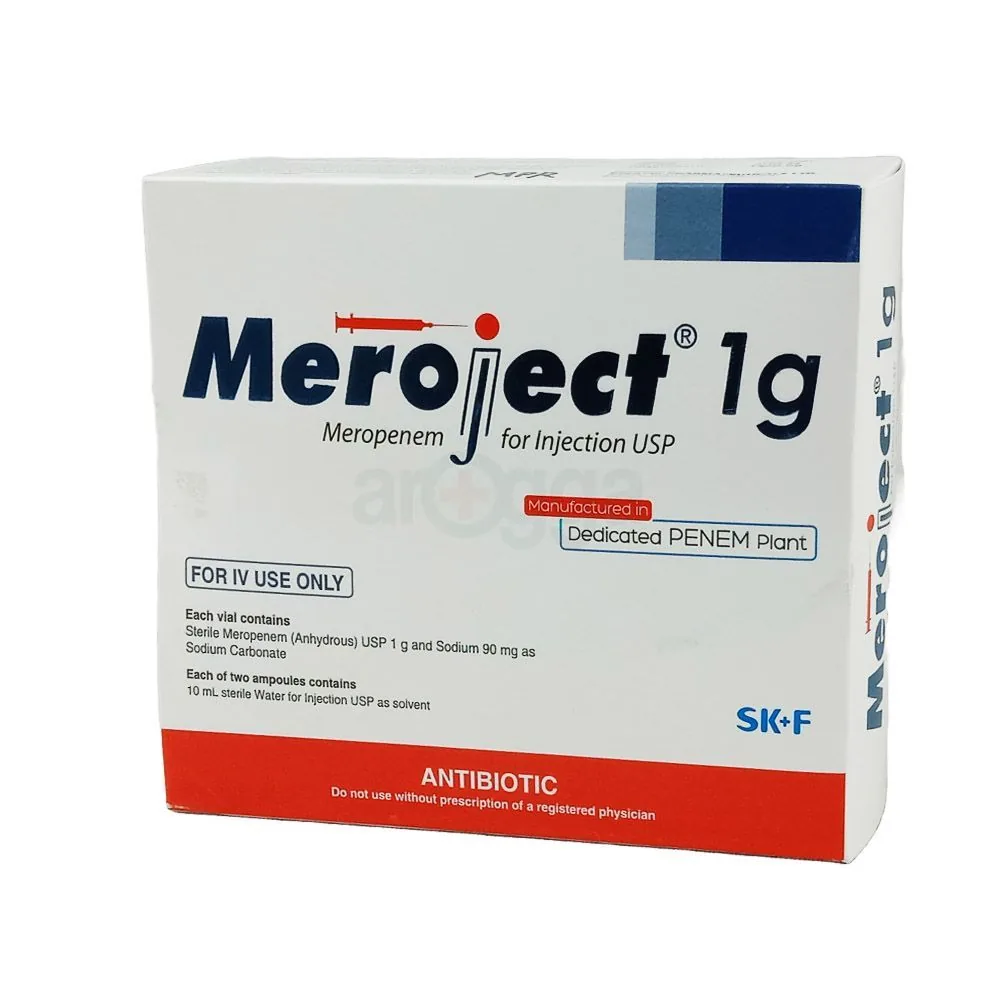 MPR
Meroject® 1g
Meropenem for Injection USP
arogga
Manufactured in
Dedicated PENEM Plant
FOR IV USE ONLY
Each vial contains
Sterile Meropenem (Anhydrous) USP 1 g and Sodium 90 mg as
Sodium Carbonate
Each of two ampoules contains
10 mL sterile Water for Injection USP as solvent
SK+F
ANTIBIOTIC
Do not use without prescription of a registered physician
Meroject® 1g